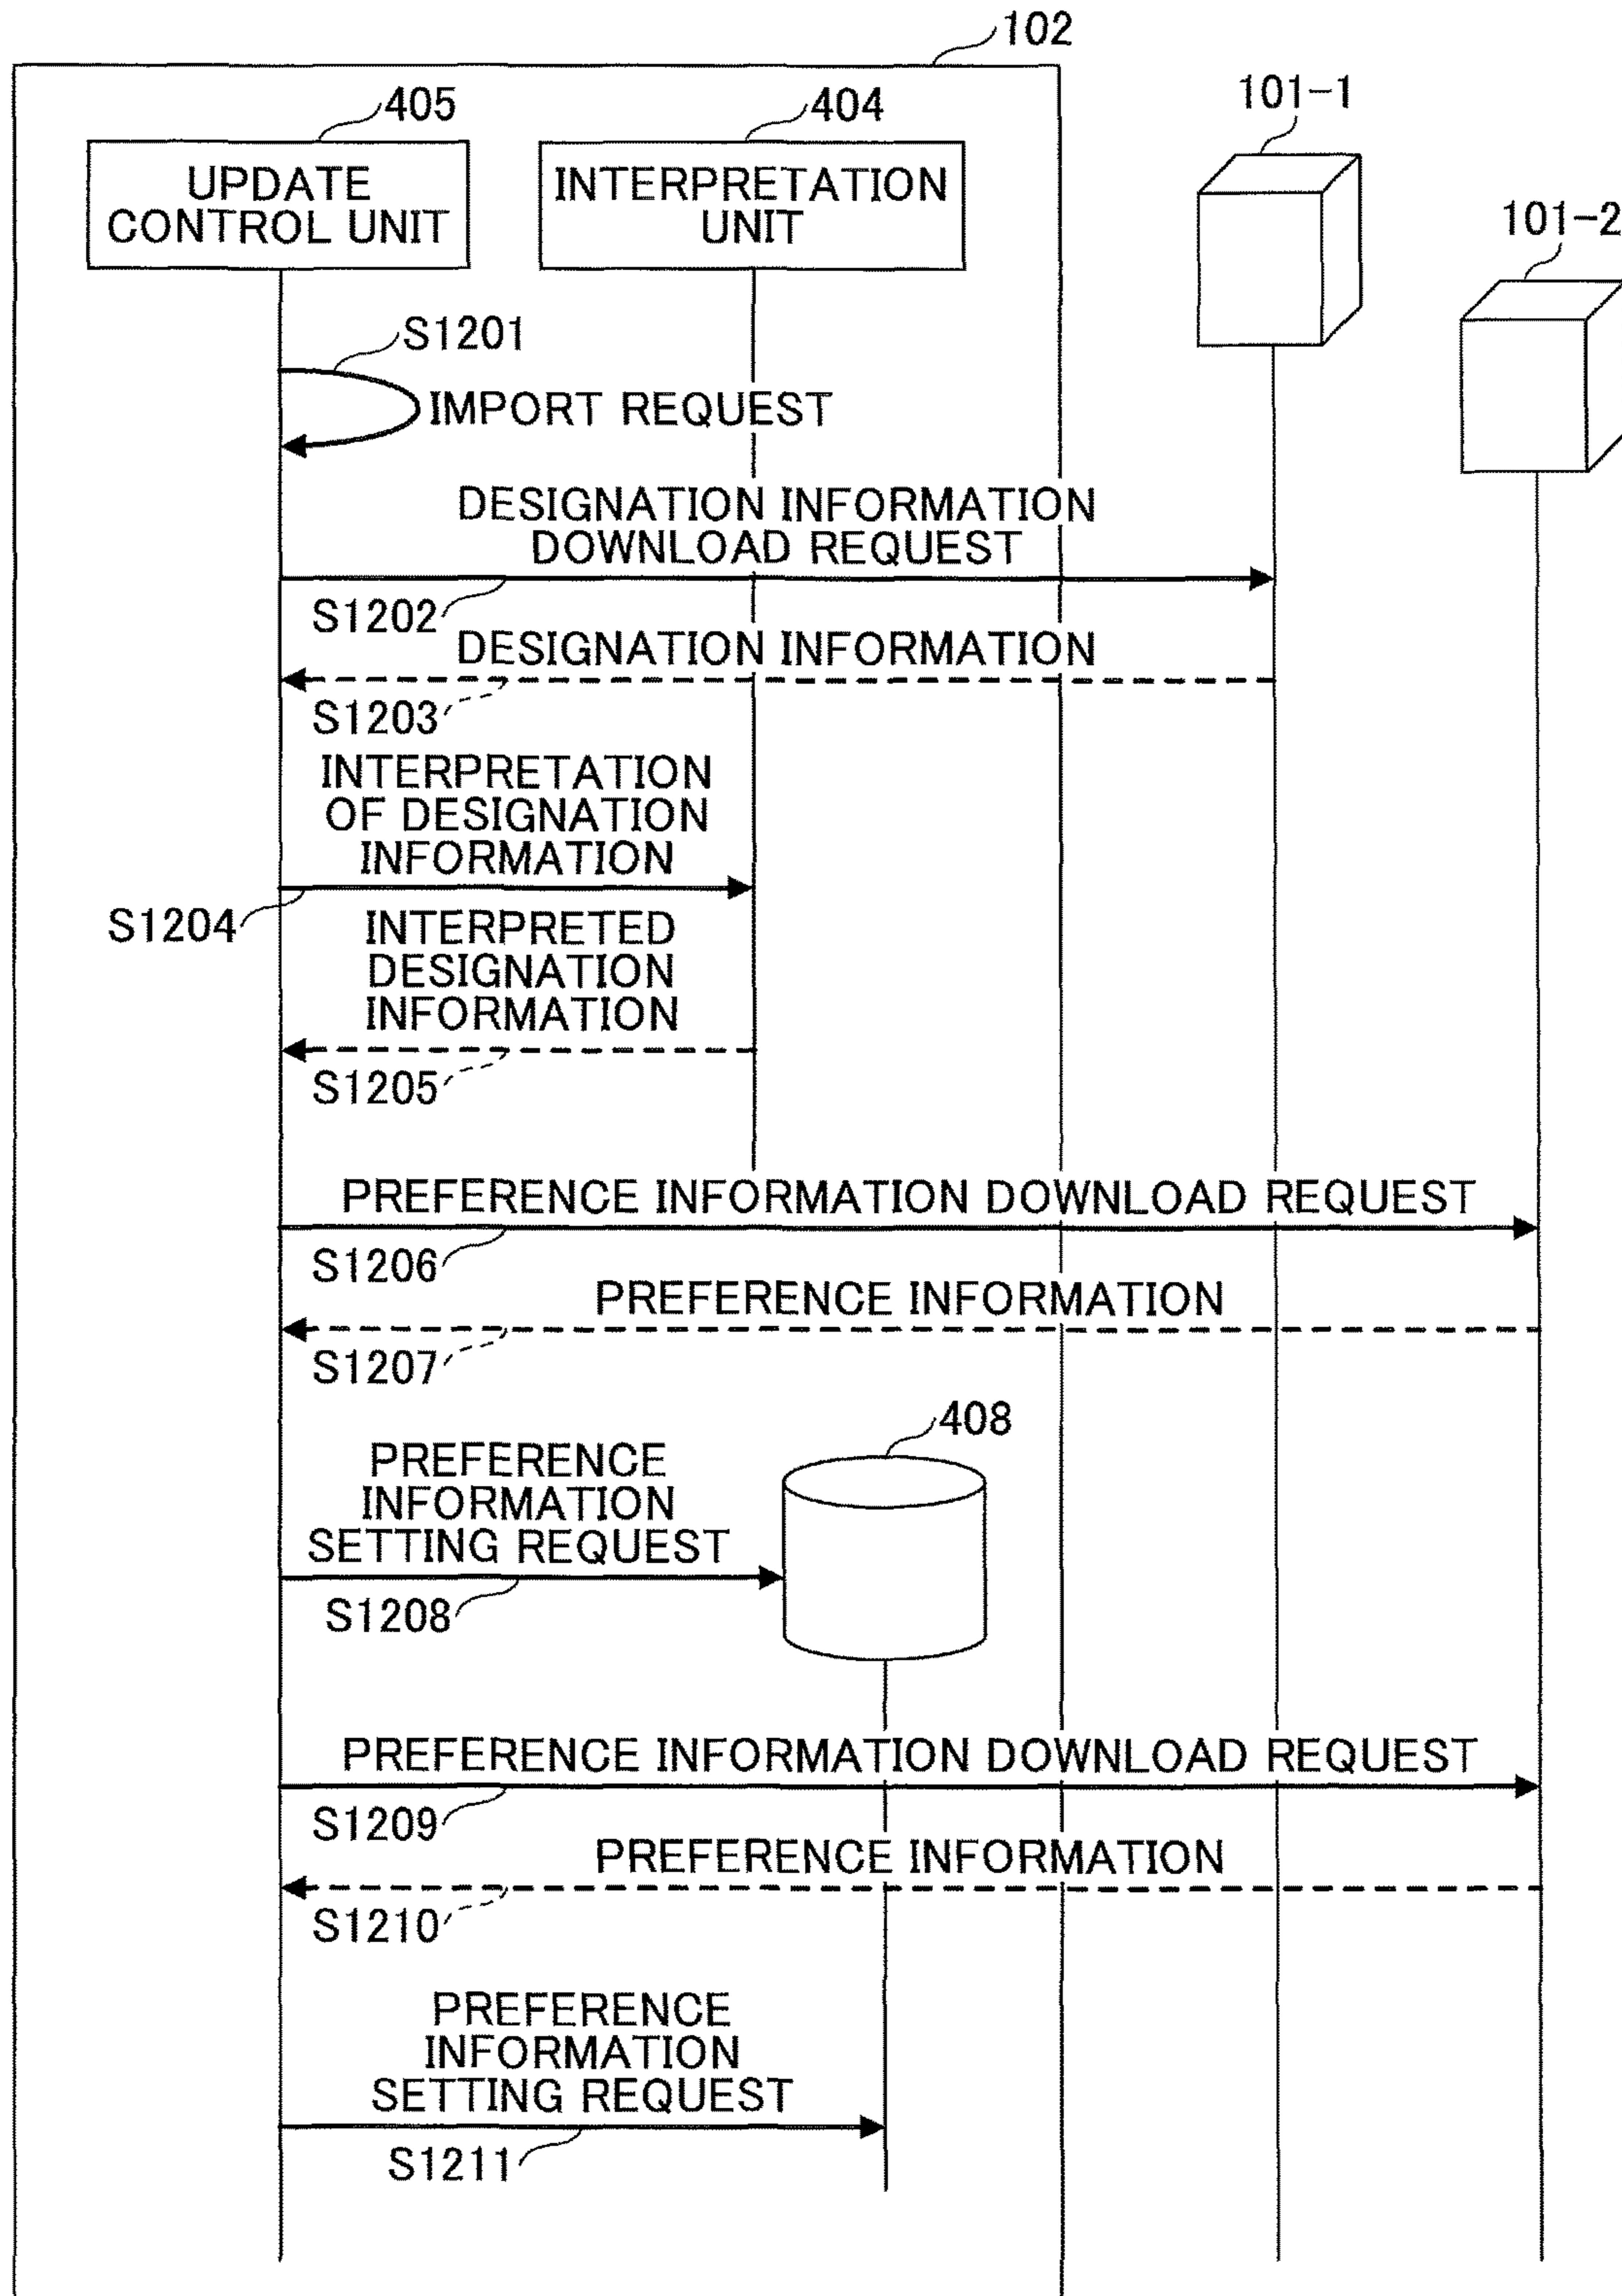 102
405
404
101-1
UPDATE
CONTROL UNIT
INTERPRETATION
UNIT
101-2
S1201
IMPORT REQUEST
DESIGNATION INFORMATION
DOWNLOAD REQUEST
S1202
DESIGNATION INFORMATION
S1203
INTERPRETATION
OF DESIGNATION
INFORMATION
S1204
INTERPRETED
DESIGNATION
INFORMATION
S1205
PREFERENCE INFORMATION DOWNLOAD REQUEST
S1206
PREFERENCE INFORMATION
S1207
408
PREFERENCE
INFORMATION
SETTING REQUEST
S1208
PREFERENCE INFORMATION DOWNLOAD REQUEST
S1209
PREFERENCE INFORMATION
S1210
PREFERENCE
INFORMATION
SETTING REQUEST
S1211